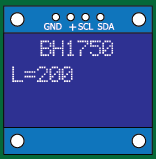 GND + SCL SDA
BH1750
L=200